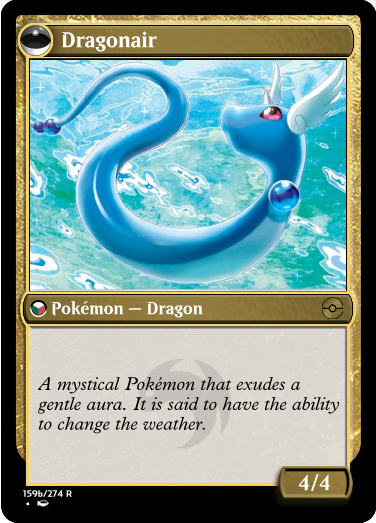 Dragonair
Pokémon — Dragon
A mystical Pokémon that exudes a
gentle aura. It is said to have the ability
to change the weather.
4/4
159b/274 R